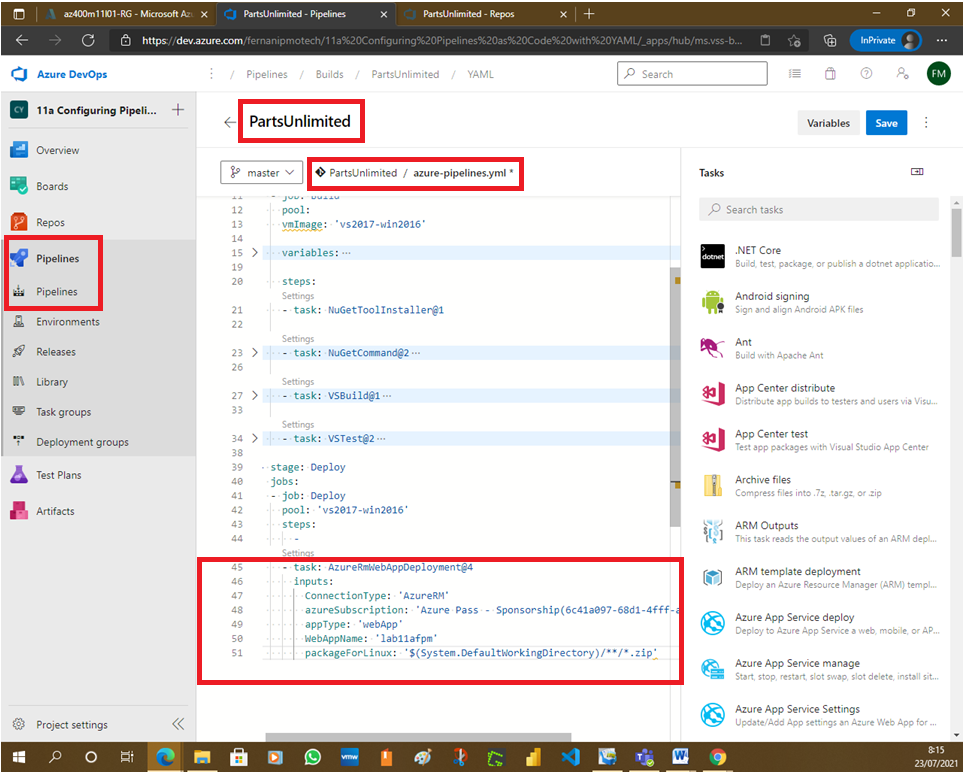 az400m11l01-RG - Microsoft Az
PartsUnlimited - Pipelines
PartsUnlimited - Repos
https://dev.azure.com/fernanipmotech/11a%20Configuring%20Pipelines%20as%20Code%20with%20YAML/_apps/hub/ms.vss-b...
InPrivate
Azure DevOps
/ Pipelines / Builds / PartsUnlimited / YAML
Search
FM
CY
11a Configuring Pipeli...
Overview
Boards
Repos
Pipelines
Pipelines
Environments
Releases
Library
Task groups
Deployment groups
Test Plans
Artifacts
Project settings
PartsUnlimited
Variables
Save
master
PartsUnlimited / azure-pipelines.yml *
11 - job: Build
12 pool:
13 vmImage: 'vs2017-win2016'
14
15 variables: ...
19
20 steps:
Settings
21 - task: NuGetToolInstaller@1
22
Settings
23 - task: NuGetCommand@2 ...
26
Settings
27 - task: VSBuild@1 ...
33
Settings
34 - task: VSTest@2 ...
38
39 - stage: Deploy
40 jobs:
41 - job: Deploy
42 pool: 'vs2017-win2016'
43 steps:
44 -
Settings
45 - task: AzureRmWebAppDeployment@4
46 inputs:
47 ConnectionType: 'AzureRM'
48 azureSubscription: 'Azure Pass - Sponsorship(6c41a097-68d1-4fff-a
49 appType: 'webApp'
50 WebAppName: 'lab11afpm'
51 packageForLinux: '$(System.DefaultWorkingDirectory)/**/*.zip'
Tasks
Search tasks
dotnet
.NET Core
Build, test, package, or publish a dotnet applicatio...
Android signing
Sign and align Android APK files
Ant
Build with Apache Ant
App Center distribute
Distribute app builds to testers and users via Visu...
App Center test
Test app packages with Visual Studio App Center
Archive files
Compress files into .7z, .tar.gz, or .zip
ARM Outputs
This task reads the output values of an ARM depl...
ARM template deployment
Deploy an Azure Resource Manager (ARM) templ...
Azure App Service deploy
Deploy to Azure App Service a web, mobile, or AP...
Azure App Service manage
Start, stop, restart, slot swap, slot delete, install sit...
Azure App Service Settings
Update/Add App settings an Azure Web App for ...
vmw
8:15
23/07/2021